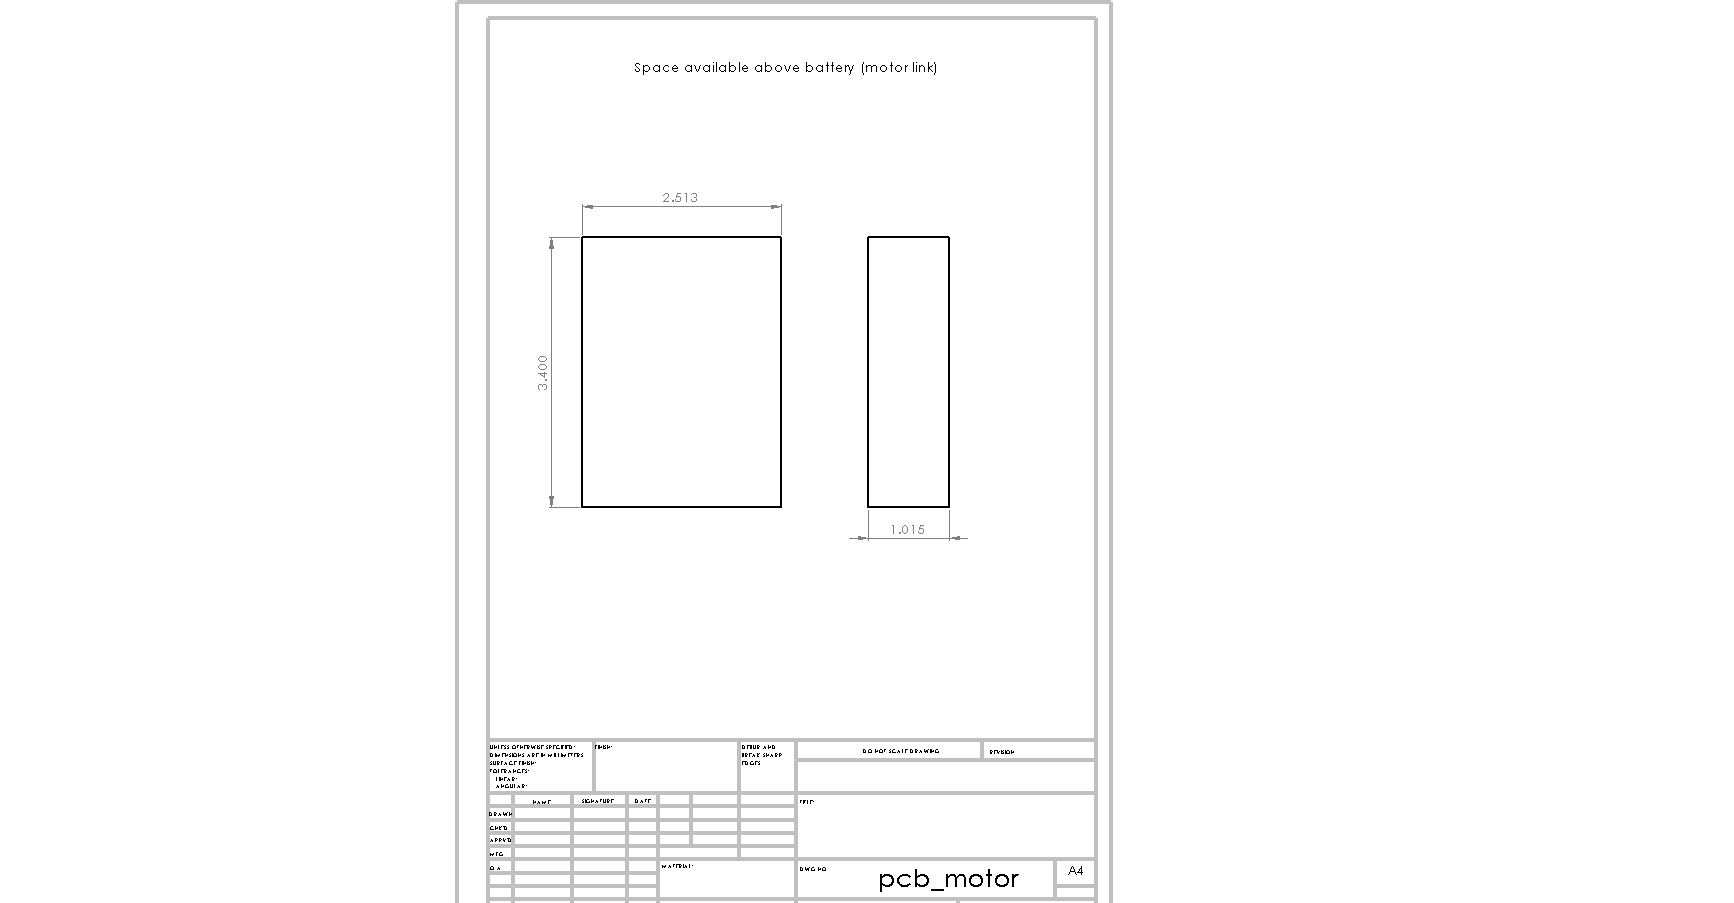 Space available above battery (motor link)
2.513
3.400
1.015
UNLESS OTHERWISE SPECIFIED:
DIMENSIONS ARE IN MILLIMETERS
SURFACE FINISH:
TOLERANCES:
LINEAR:
ANGULAR:
FINISH:
DEBUR AND
BREAK SHARP
EDGES
DO NOT SCALE DRAWING
REVISION
NAME
SIGNATURE
DATE
TITLE:
DRAWN
CHK'D
APPV'D
MFG
Q.A
MATERIAL:
DWG NO.
pcb_motor
A4